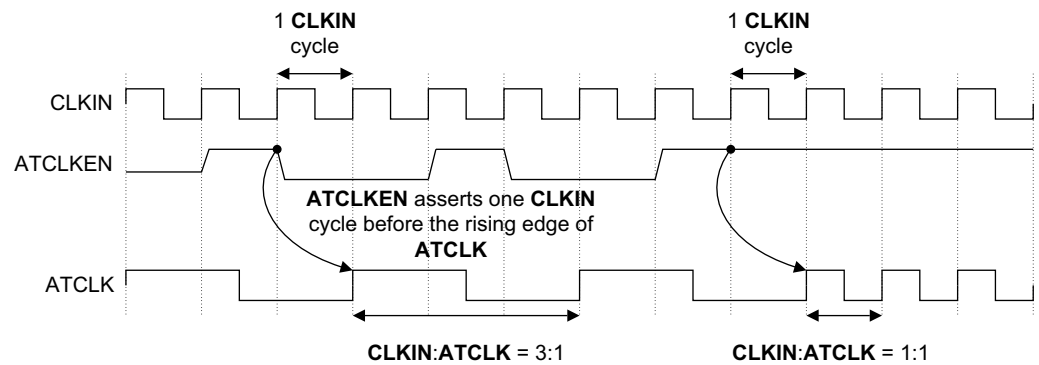 1 CLKIN
cycle
1 CLKIN
cycle
CLKIN
ATCLKEN
ATCLKEN asserts one CLKIN
cycle before the rising edge of
ATCLK
ATCLK
CLKIN:ATCLK = 3:1
CLKIN:ATCLK = 1:1